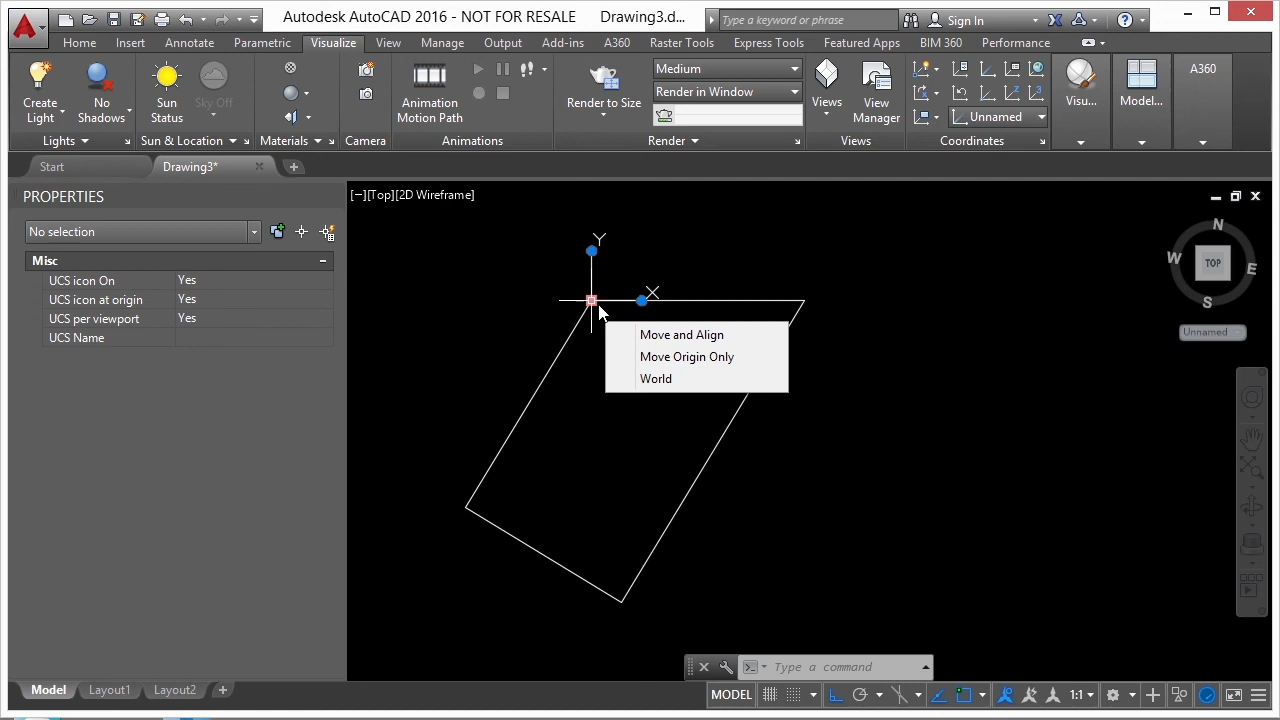 Autodesk AutoCAD 2016 - NOT FOR RESALE Drawing3.d... Type a keyword or phrase Sign In
Home Insert Annotate Parametric Visualize View Manage Output Add-ins A360 Raster Tools Express Tools Featured Apps BIM 360 Performance
Create Light
No Shadows
Sun Status
Sky Off
Animation Motion Path
Render to Size
Medium
Render in Window
Views
View Manager
Unnamed
Visu...
Model...
A360
Lights Sun & Location Materials Camera Animations Render Views Coordinates
Start Drawing3*
PROPERTIES
[−][Top][2D Wireframe]
No selection
Misc
UCS icon On Yes
UCS icon at origin Yes
UCS per viewport Yes
UCS Name
Y
X
Move and Align
Move Origin Only
World
N
W TOP E
S
Unnamed
Type a command
Model Layout1 Layout2
MODEL 1:1